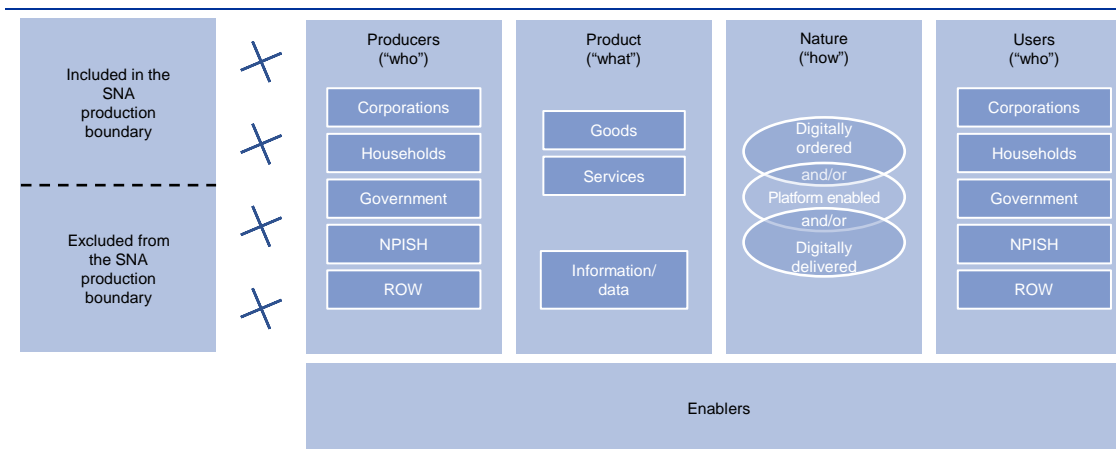 Included in the
SNA
production
boundary
Excluded from
the SNA
production
boundary
Producers
(“who”)
Corporations
Households
Government
NPISH
ROW
Product
(“what”)
Goods
Services
Information/
data
Nature
(“how”)
Digitally
ordered
and/or
Platform enabled
and/or
Digitally
delivered
Users
(“who”)
Corporations
Households
Government
NPISH
ROW
Enablers